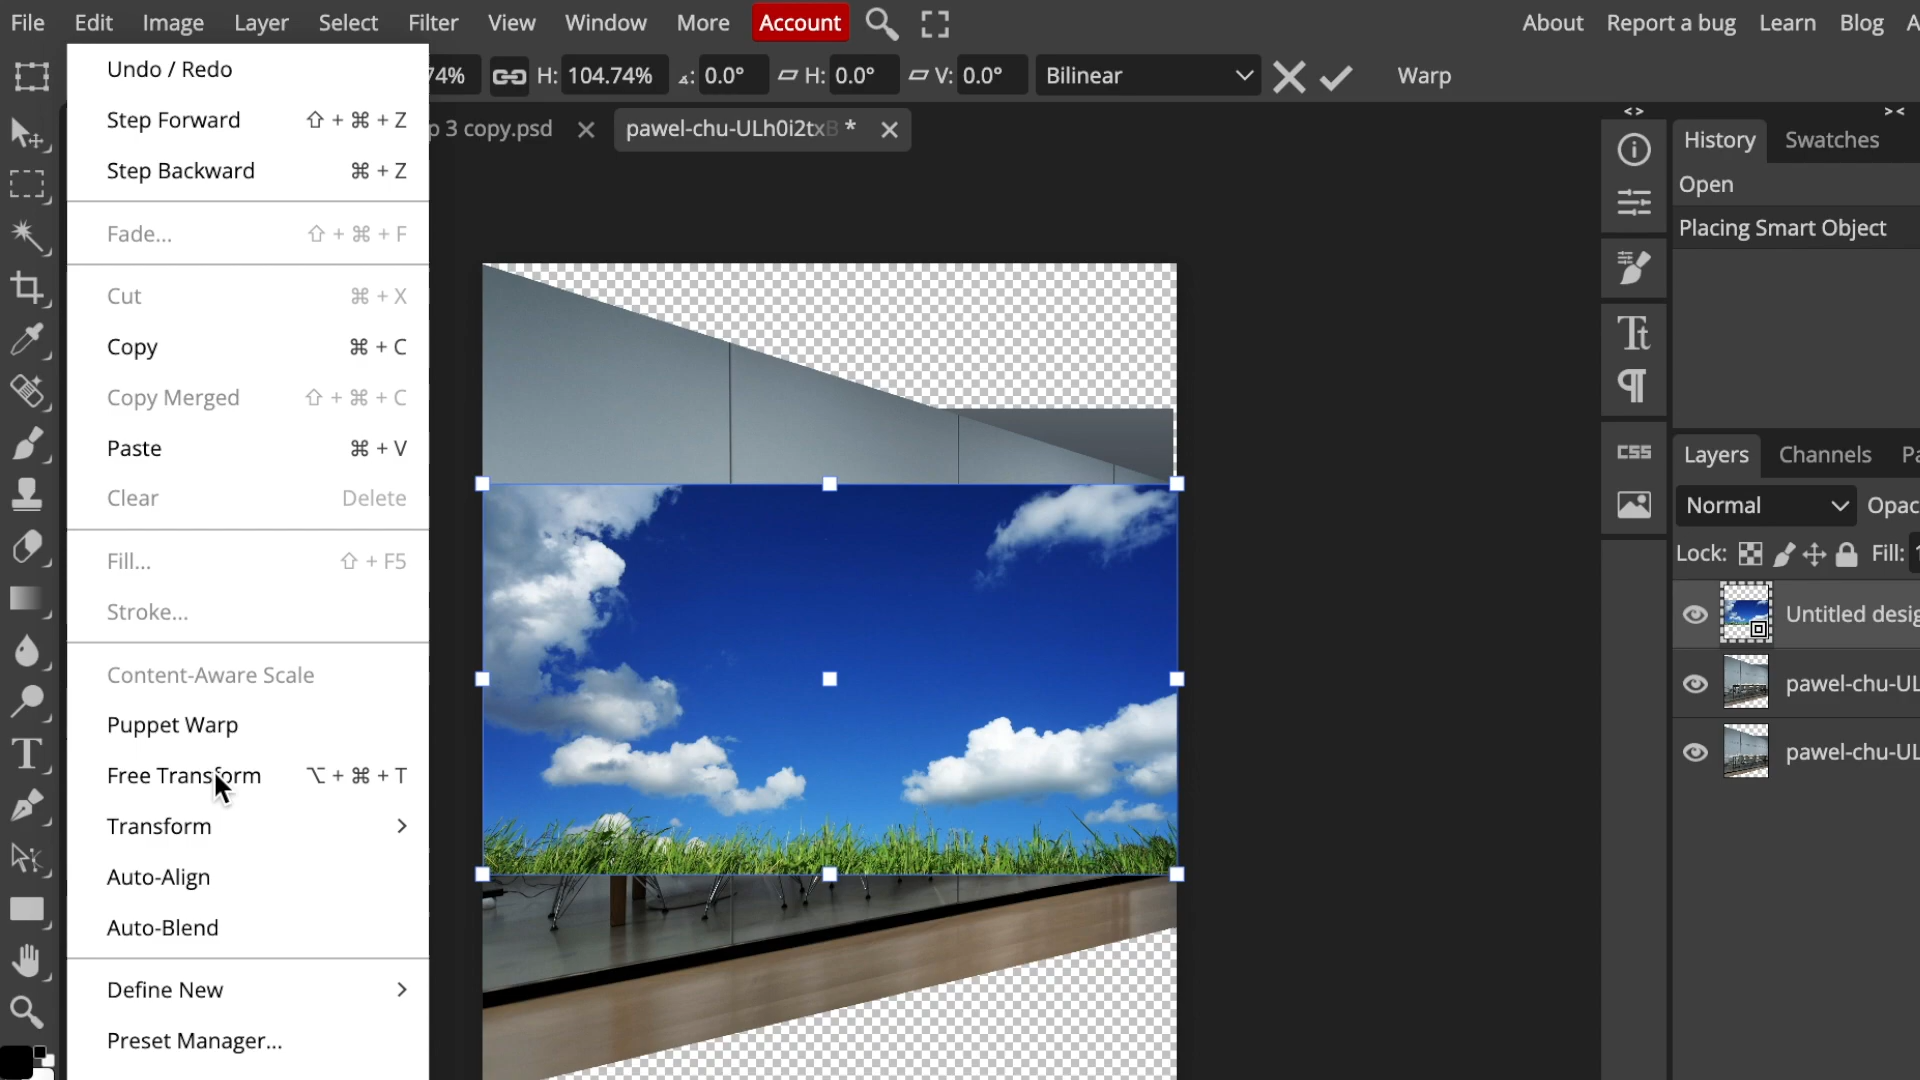 File Edit Image Layer Select Filter View Window More Account About Report a bug Learn Blog A
74% H: 104.74% ⦨: 0.0° H: 0.0° V: 0.0° Bilinear Warp
p 3 copy.psd pawel-chu-ULh0i2txB *
Undo / Redo
Step Forward ⇧ + ⌘ + Z
Step Backward ⌘ + Z
Fade... ⇧ + ⌘ + F
Cut ⌘ + X
Copy ⌘ + C
Copy Merged ⇧ + ⌘ + C
Paste ⌘ + V
Clear Delete
Fill... ⇧ + F5
Stroke...
Content-Aware Scale
Puppet Warp
Free Transform ⌥ + ⌘ + T
Transform >
Auto-Align
Auto-Blend
Define New >
Preset Manager...
<> ><
History Swatches
Open
Placing Smart Object
CSS
Layers Channels Pa
Normal Opac
Lock: Fill: 1
Untitled desig
pawel-chu-UL
pawel-chu-UL